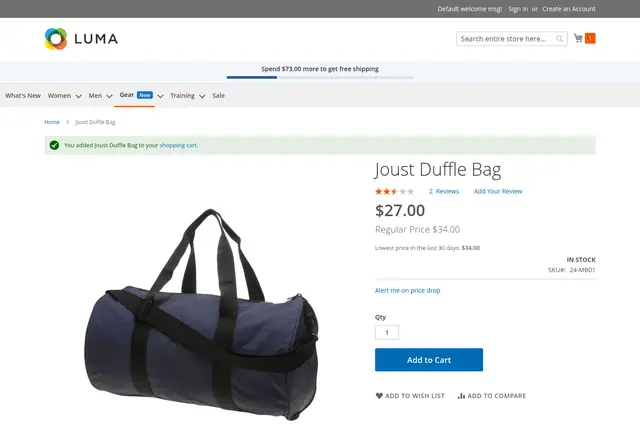 Default welcome msg! Sign In or Create an Account
LUMA
Search entire store here...
1
Spend $73.00 more to get free shipping
What's New Women Men Gear New Training Sale
Home > Joust Duffle Bag
You added Joust Duffle Bag to your shopping cart.
Joust Duffle Bag
2 Reviews Add Your Review
$27.00
Regular Price $34.00
Lowest price in the last 30 days: $34.00
IN STOCK
SKU#: 24-MB01
Alert me on price drop
Qty
1
Add to Cart
ADD TO WISH LIST ADD TO COMPARE